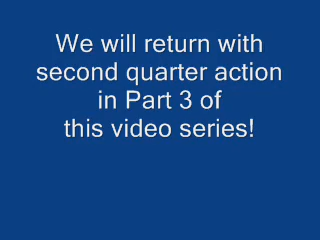 We will return with
second quarter action
in Part 3 of
this video series!